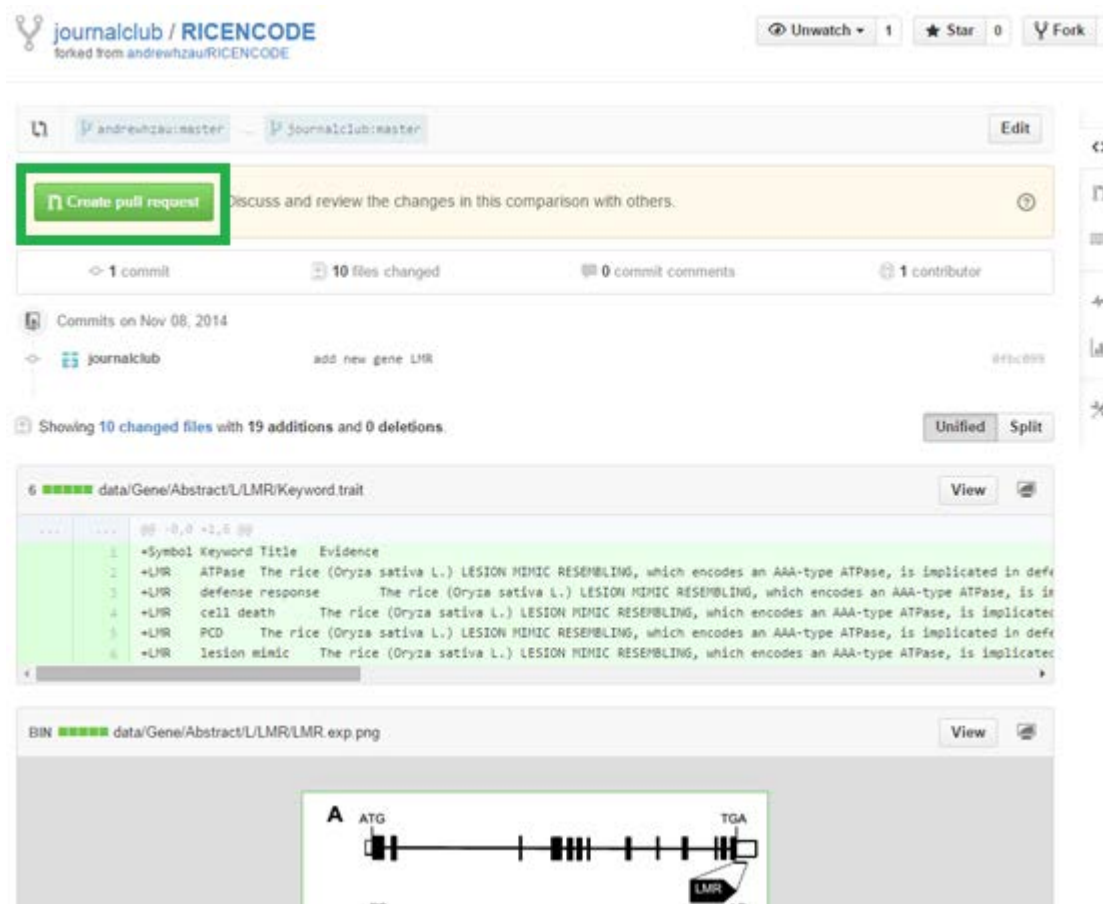 journalclub / RICENCODE
forked from andrewhzau/RICENCODE
Unwatch 1 Star 0 Fork
andrewhzau:master ... journalclub:master Edit
Create pull request Discuss and review the changes in this comparison with others.
1 commit 10 files changed 0 commit comments 1 contributor
Commits on Nov 08, 2014
journalclub add new gene LMR
Showing 10 changed files with 19 additions and 0 deletions.
Unified Split
6 data/Gene/Abstract/L/LMR/Keyword.trait View
... ... @@ -0,0 +1,6 @@
1 +Symbol Keyword Title Evidence
2 +LMR ATPase The rice (Oryza sativa L.) LESION MIMIC RESEMBLING, which encodes an AAA-type ATPase, is implicated in defe
3 +LMR defense response The rice (Oryza sativa L.) LESION MIMIC RESEMBLING, which encodes an AAA-type ATPase, is im
4 +LMR cell death The rice (Oryza sativa L.) LESION MIMIC RESEMBLING, which encodes an AAA-type ATPase, is implicated
5 +LMR PCD The rice (Oryza sativa L.) LESION MIMIC RESEMBLING, which encodes an AAA-type ATPase, is implicated in defe
6 +LMR lesion mimic The rice (Oryza sativa L.) LESION MIMIC RESEMBLING, which encodes an AAA-type ATPase, is implicated
BIN data/Gene/Abstract/L/LMR/LMR.exp.png View
A ATG TGA
LMR